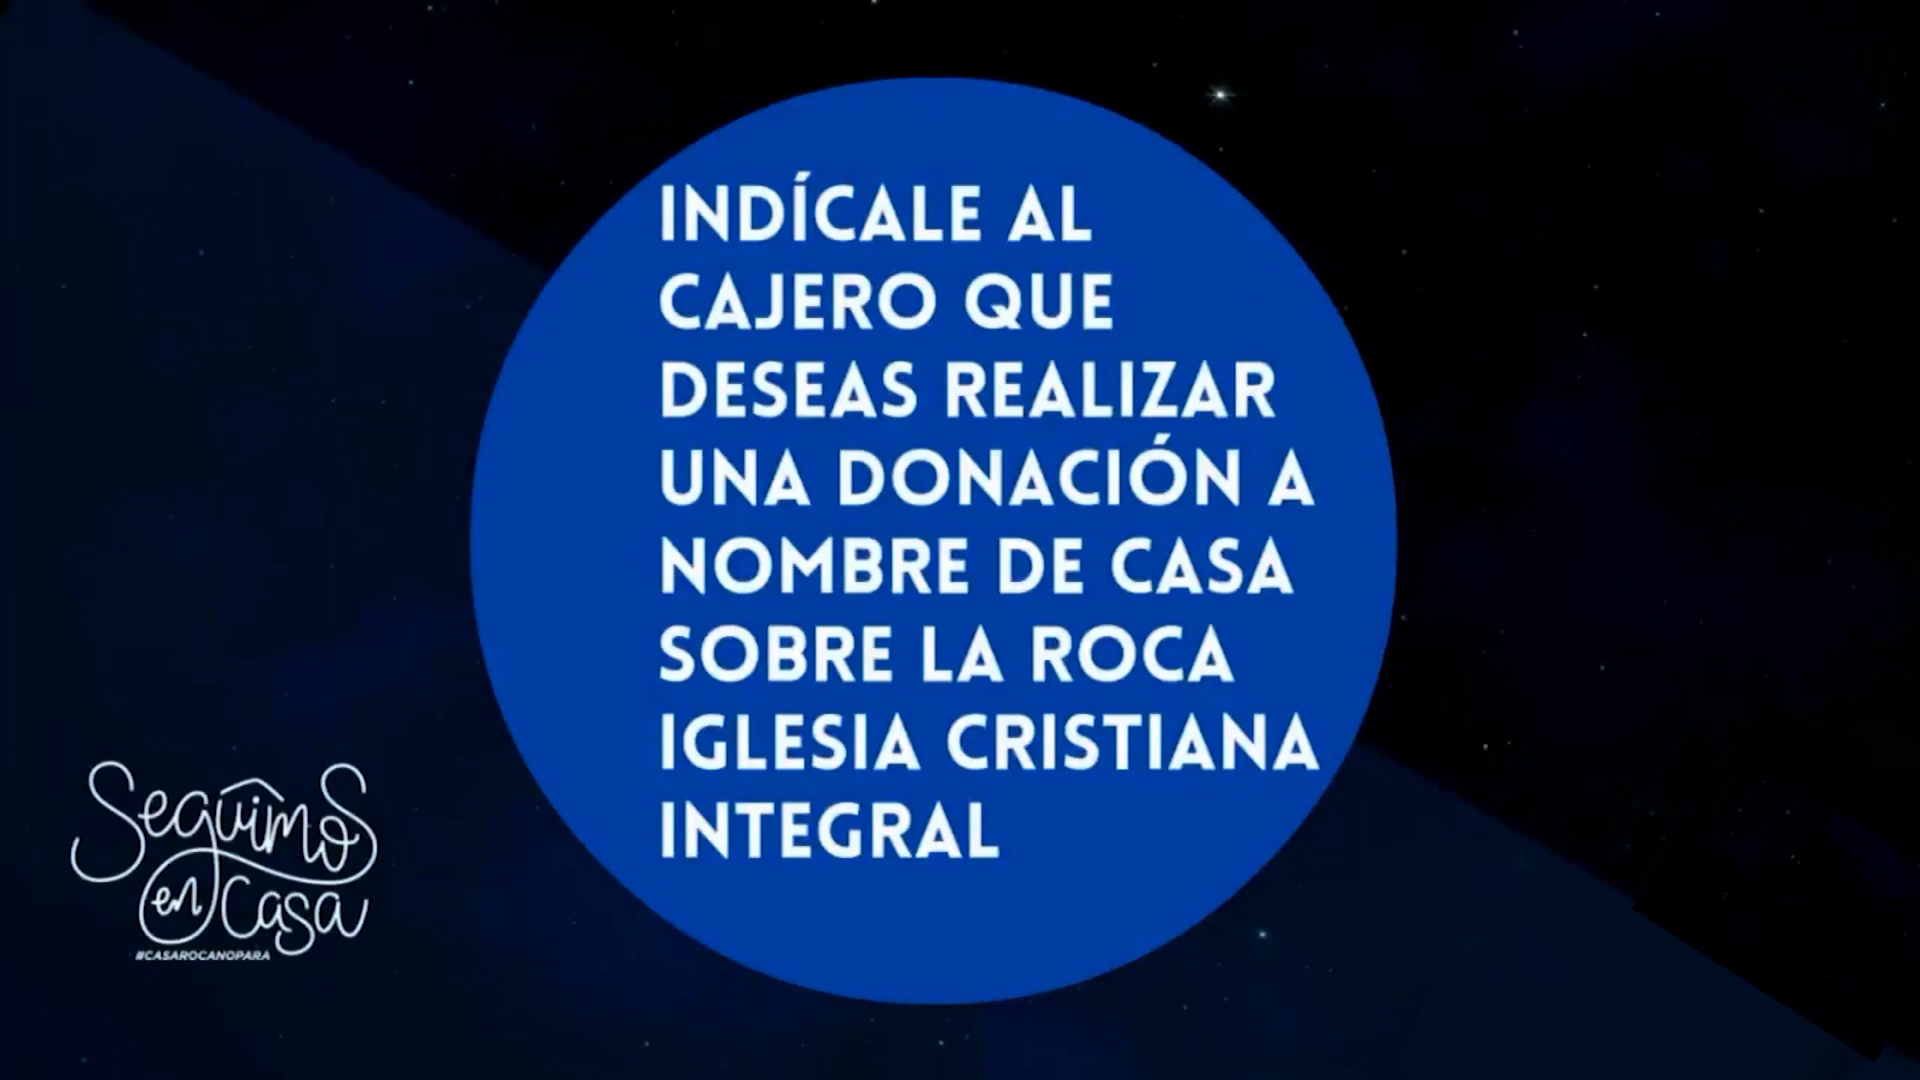 INDÍCALE AL
CAJERO QUE
DESEAS REALIZAR
UNA DONACIÓN A
NOMBRE DE CASA
SOBRE LA ROCA
IGLESIA CRISTIANA
INTEGRAL
Seguimos
en Casa
#CASAROCANOPARA